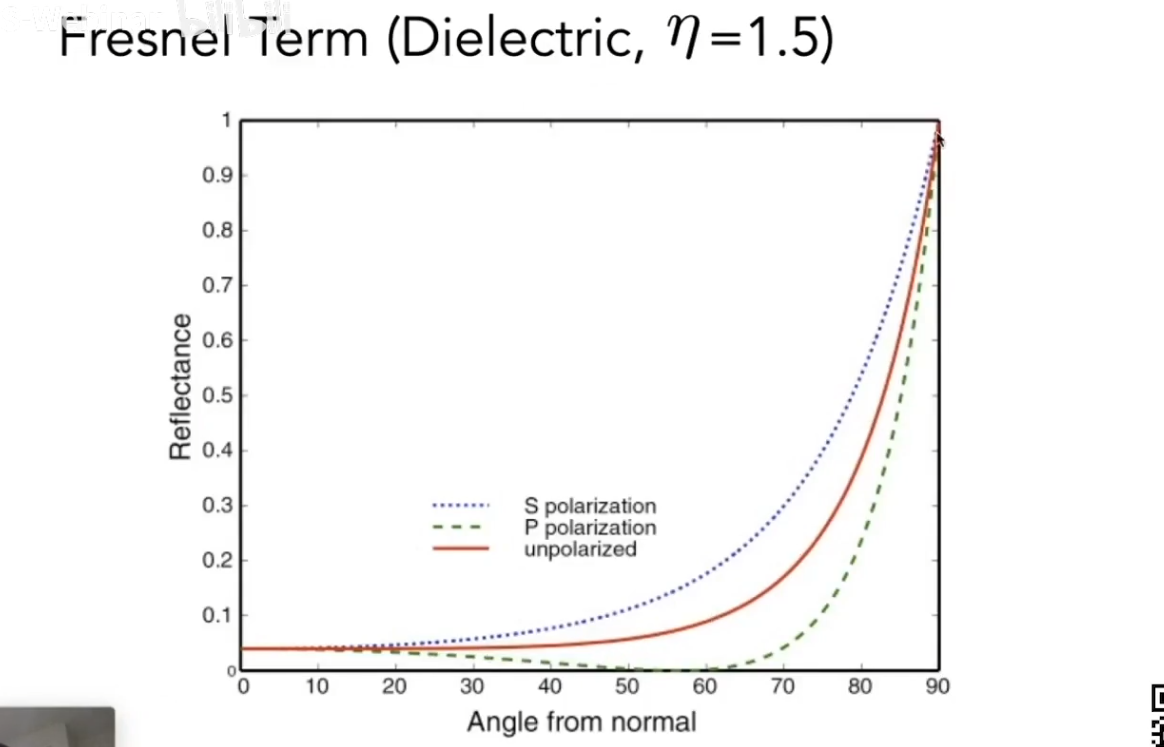 Fresnel Term (Dielectric, η=1.5)
1
0.9
0.8
0.7
0.6
0.5
0.4
0.3
0.2
0.1
0
Reflectance
S polarization
P polarization
unpolarized
0 10 20 30 40 50 60 70 80 90
Angle from normal